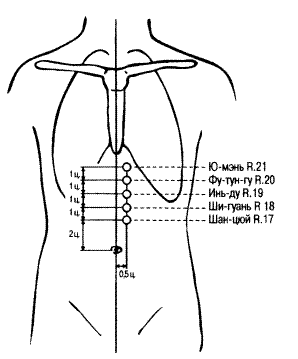 Ю-мэнь R.21
1ц. Фу-тун-гу R.20
1ц. Инь-ду R.19
1ц. Ши-гуань R 18
1ц. Шан-цюй R.17
2ц.
0,5ц.